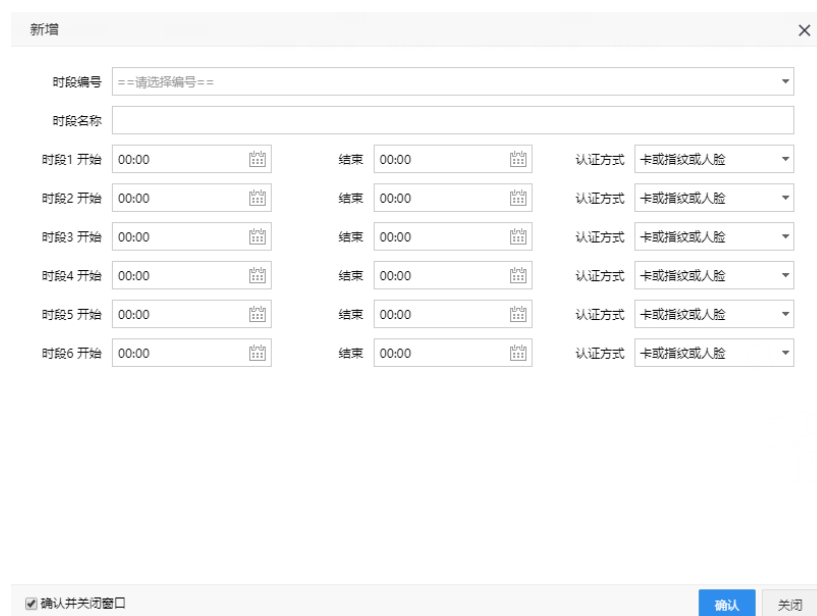 新增
时段编号 ==请选择编号==
时段名称
时段1 开始 00:00 结束 00:00 认证方式 卡或指纹或人脸
时段2 开始 00:00 结束 00:00 认证方式 卡或指纹或人脸
时段3 开始 00:00 结束 00:00 认证方式 卡或指纹或人脸
时段4 开始 00:00 结束 00:00 认证方式 卡或指纹或人脸
时段5 开始 00:00 结束 00:00 认证方式 卡或指纹或人脸
时段6 开始 00:00 结束 00:00 认证方式 卡或指纹或人脸
确认并关闭窗口 确认 关闭